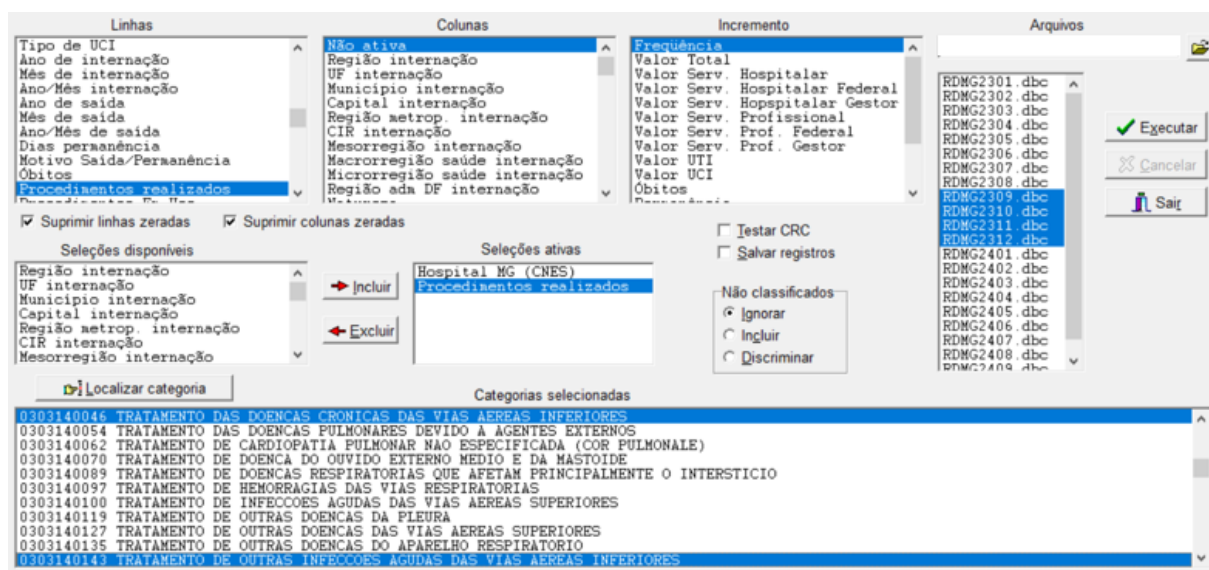 Linhas
Tipo de UCI
Ano de internação
Mês de internação
Ano/Mês internação
Ano de saída
Mês de saída
Ano/Mês de saída
Dias permanência
Motivo Saída/Permanência
Óbitos
Procedimentos realizados
Colunas
Não ativa
Região internação
UF internação
Município internação
Capital internação
Região metrop. internação
CIR internação
Mesorregião internação
Macrorregião saúde internação
Microrregião saúde internação
Região adm DF internação
Incremento
Freqüência
Valor Total
Valor Serv. Hospitalar
Valor Serv. Hospitalar Federal
Valor Serv. Hopspitalar Gestor
Valor Serv. Profissional
Valor Serv. Prof. Federal
Valor Serv. Prof. Gestor
Valor UTI
Valor UCI
Óbitos
Arquivos
RDMG2301.dbc
RDMG2302.dbc
RDMG2303.dbc
RDMG2304.dbc
RDMG2305.dbc
RDMG2306.dbc
RDMG2307.dbc
RDMG2308.dbc
RDMG2309.dbc
RDMG2310.dbc
RDMG2311.dbc
RDMG2312.dbc
RDMG2401.dbc
RDMG2402.dbc
RDMG2403.dbc
RDMG2404.dbc
RDMG2405.dbc
RDMG2406.dbc
RDMG2407.dbc
RDMG2408.dbc
RDMG2409.dbc
Executar
Cancelar
Sair
Suprimir linhas zeradas
Suprimir colunas zeradas
Testar CRC
Salvar registros
Seleções disponíveis
Região internação
UF internação
Município internação
Capital internação
Região metrop. internação
CIR internação
Mesorregião internação
Incluir
Excluir
Seleções ativas
Hospital MG (CNES)
Procedimentos realizados
Não classificados
Ignorar
Incluir
Discriminar
Localizar categoria
Categorias selecionadas
0303140046 TRATAMENTO DAS DOENCAS CRONICAS DAS VIAS AEREAS INFERIORES
0303140054 TRATAMENTO DAS DOENCAS PULMONARES DEVIDO A AGENTES EXTERNOS
0303140062 TRATAMENTO DE CARDIOPATIA PULMONAR NAO ESPECIFICADA (COR PULMONALE)
0303140070 TRATAMENTO DE DOENCA DO OUVIDO EXTERNO MEDIO E DA MASTOIDE
0303140089 TRATAMENTO DE DOENCAS RESPIRATORIAS QUE AFETAM PRINCIPALMENTE O INTERSTICIO
0303140097 TRATAMENTO DE HEMORRAGIAS DAS VIAS RESPIRATORIAS
0303140100 TRATAMENTO DE INFECCOES AGUDAS DAS VIAS AEREAS SUPERIORES
0303140119 TRATAMENTO DE OUTRAS DOENCAS DA PLEURA
0303140127 TRATAMENTO DE OUTRAS DOENCAS DAS VIAS AEREAS SUPERIORES
0303140135 TRATAMENTO DE OUTRAS DOENCAS DO APARELHO RESPIRATORIO
0303140143 TRATAMENTO DE OUTRAS INFECCOES AGUDAS DAS VIAS AEREAS INFERIORES